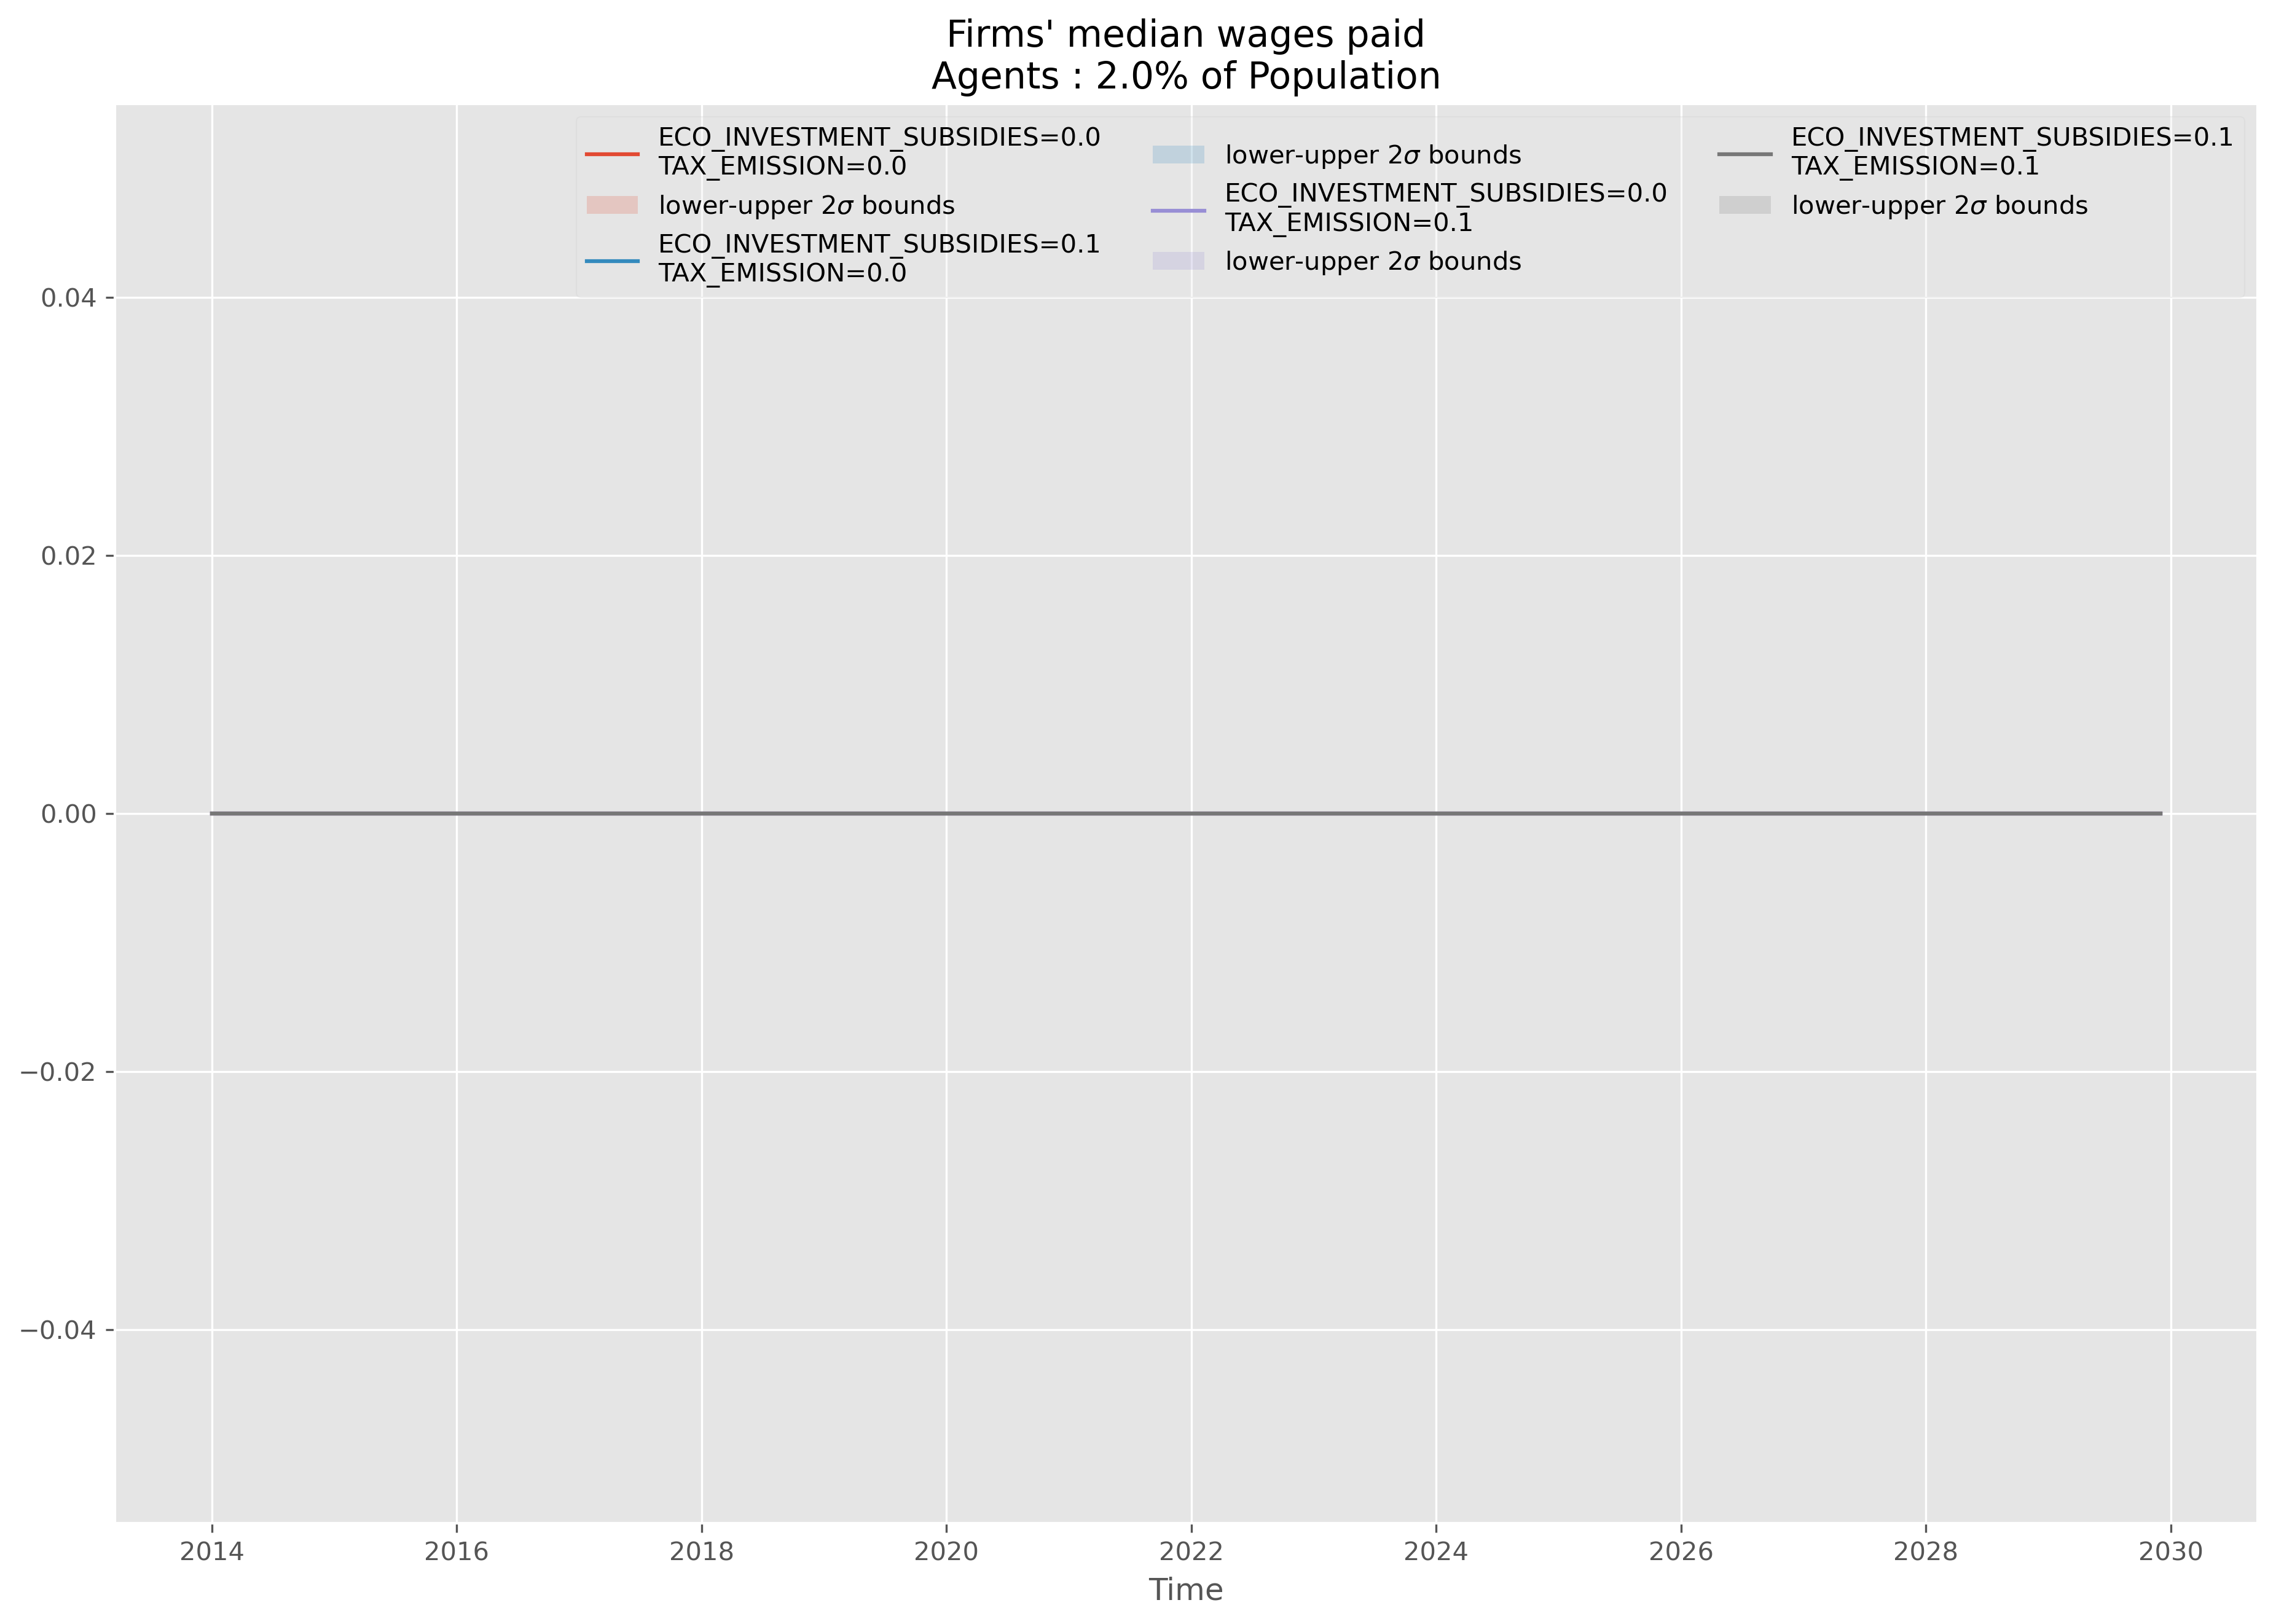 Firms' median wages paid
Agents : 2.0% of Population
ECO_INVESTMENT_SUBSIDIES=0.0
TAX_EMISSION=0.0
lower-upper 2σ bounds
ECO_INVESTMENT_SUBSIDIES=0.1
TAX_EMISSION=0.0
lower-upper 2σ bounds
ECO_INVESTMENT_SUBSIDIES=0.0
TAX_EMISSION=0.1
lower-upper 2σ bounds
ECO_INVESTMENT_SUBSIDIES=0.1
TAX_EMISSION=0.1
lower-upper 2σ bounds
0.04
0.02
0.00
−0.02
−0.04
2014 2016 2018 2020 2022 2024 2026 2028 2030
Time